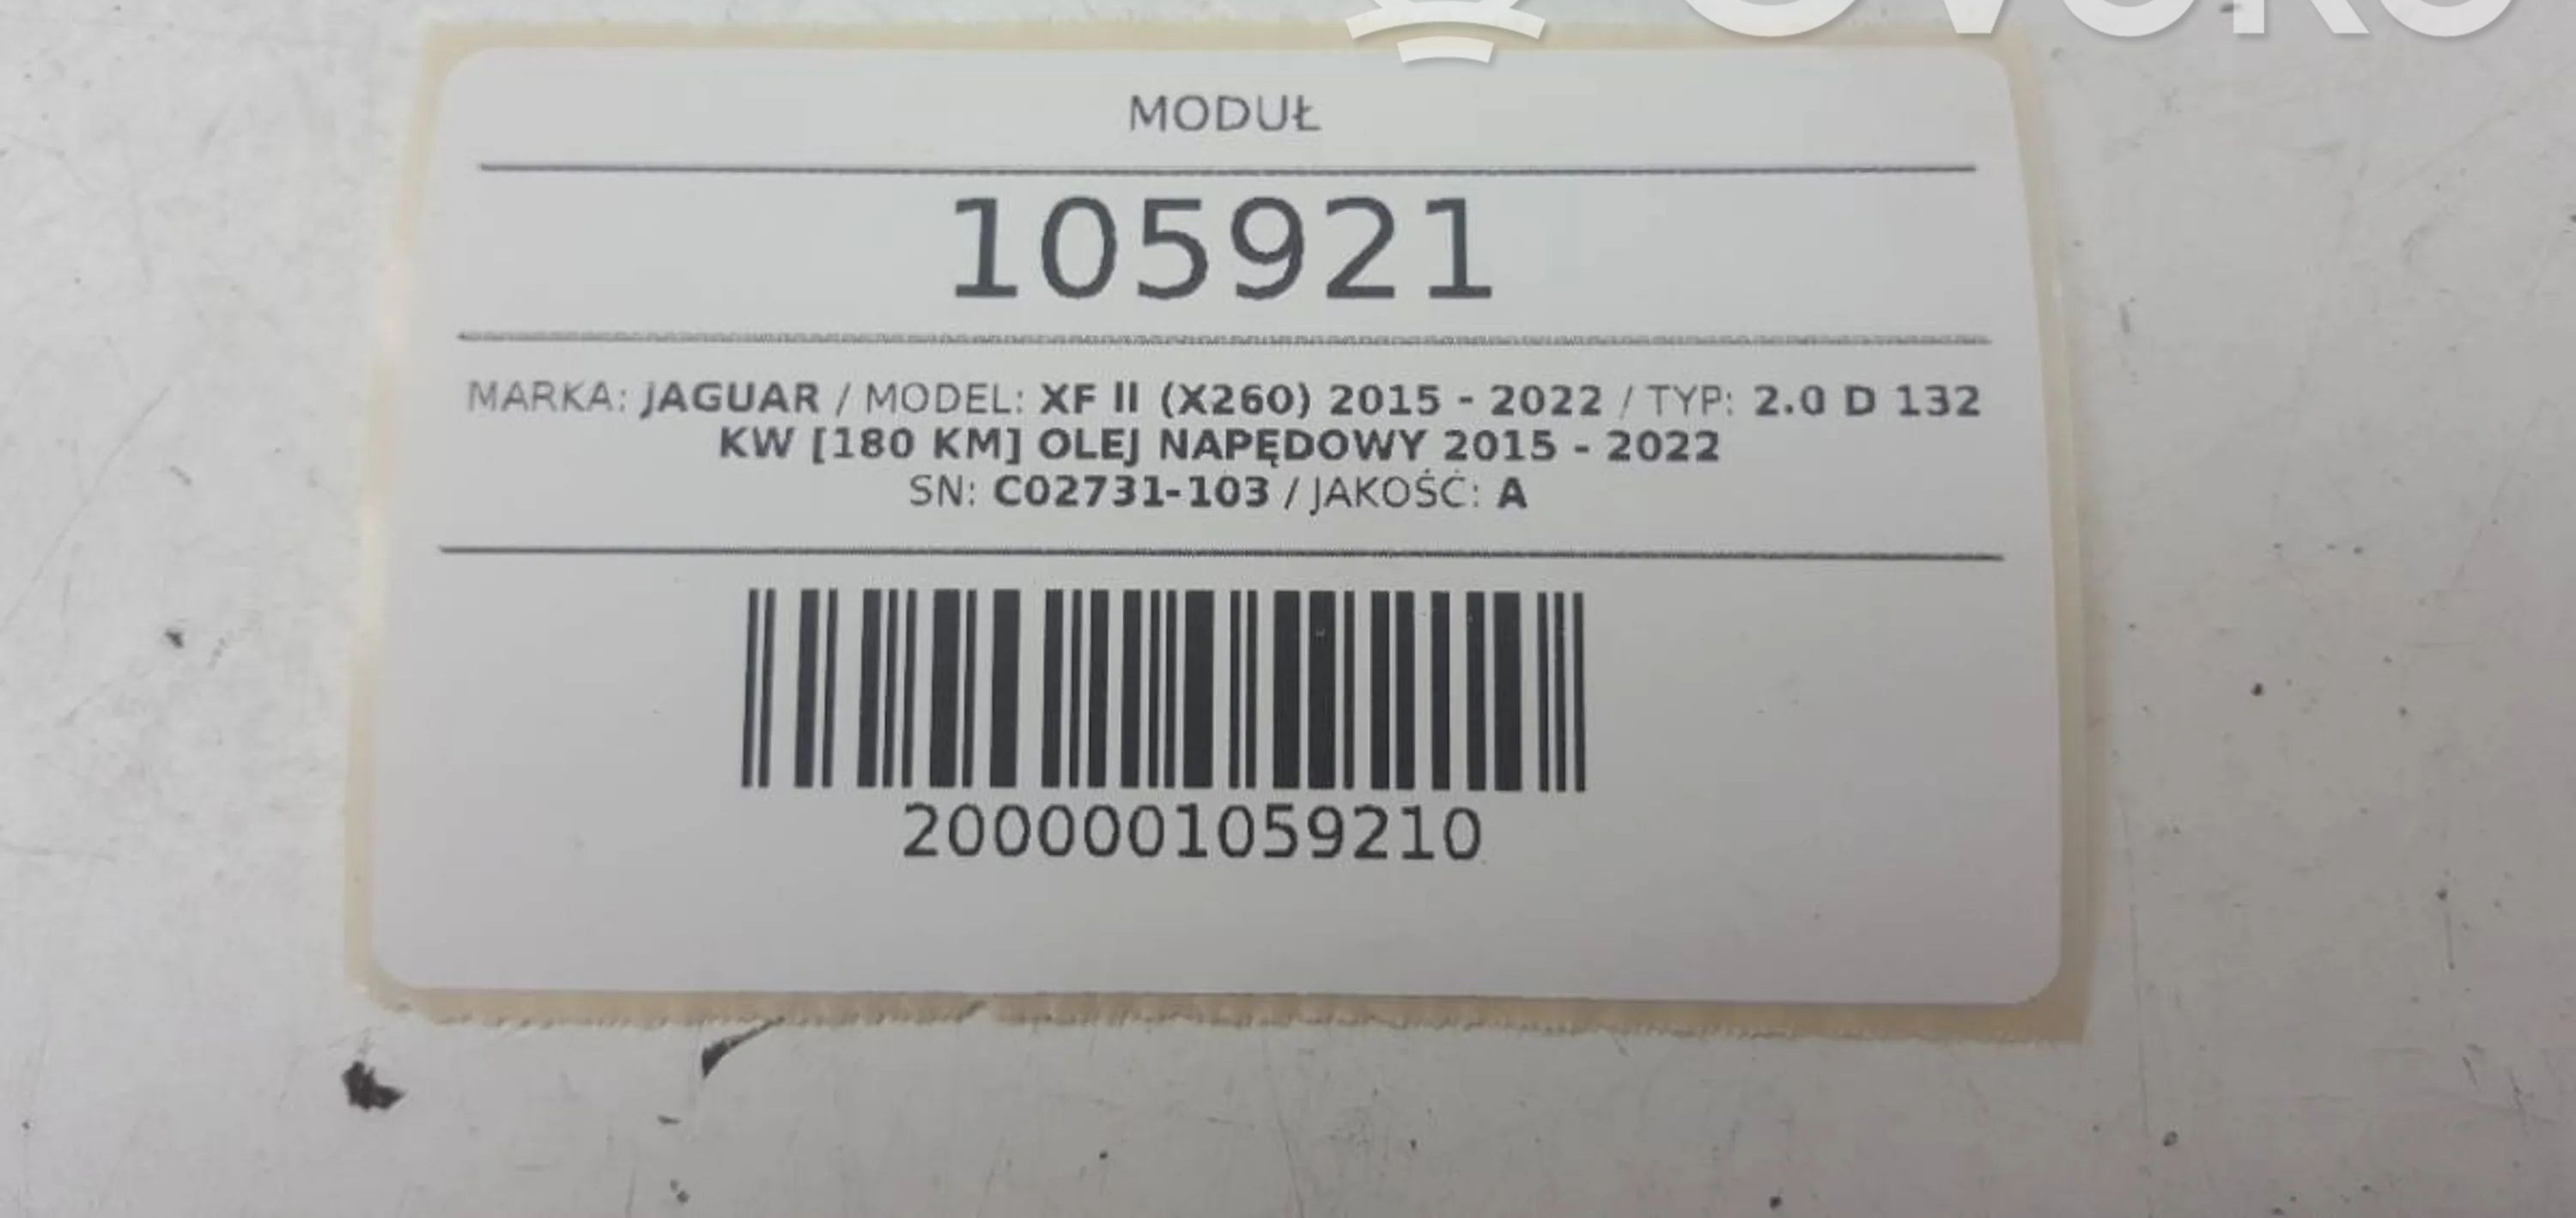 MODUŁ
105921
MARKA: JAGUAR / MODEL: XF II (X260) 2015 - 2022 / TYP: 2.0 D 132
KW [180 KM] OLEJ NAPĘDOWY 2015 - 2022
SN: C02731-103 / JAKOŚĆ: A
2000001059210